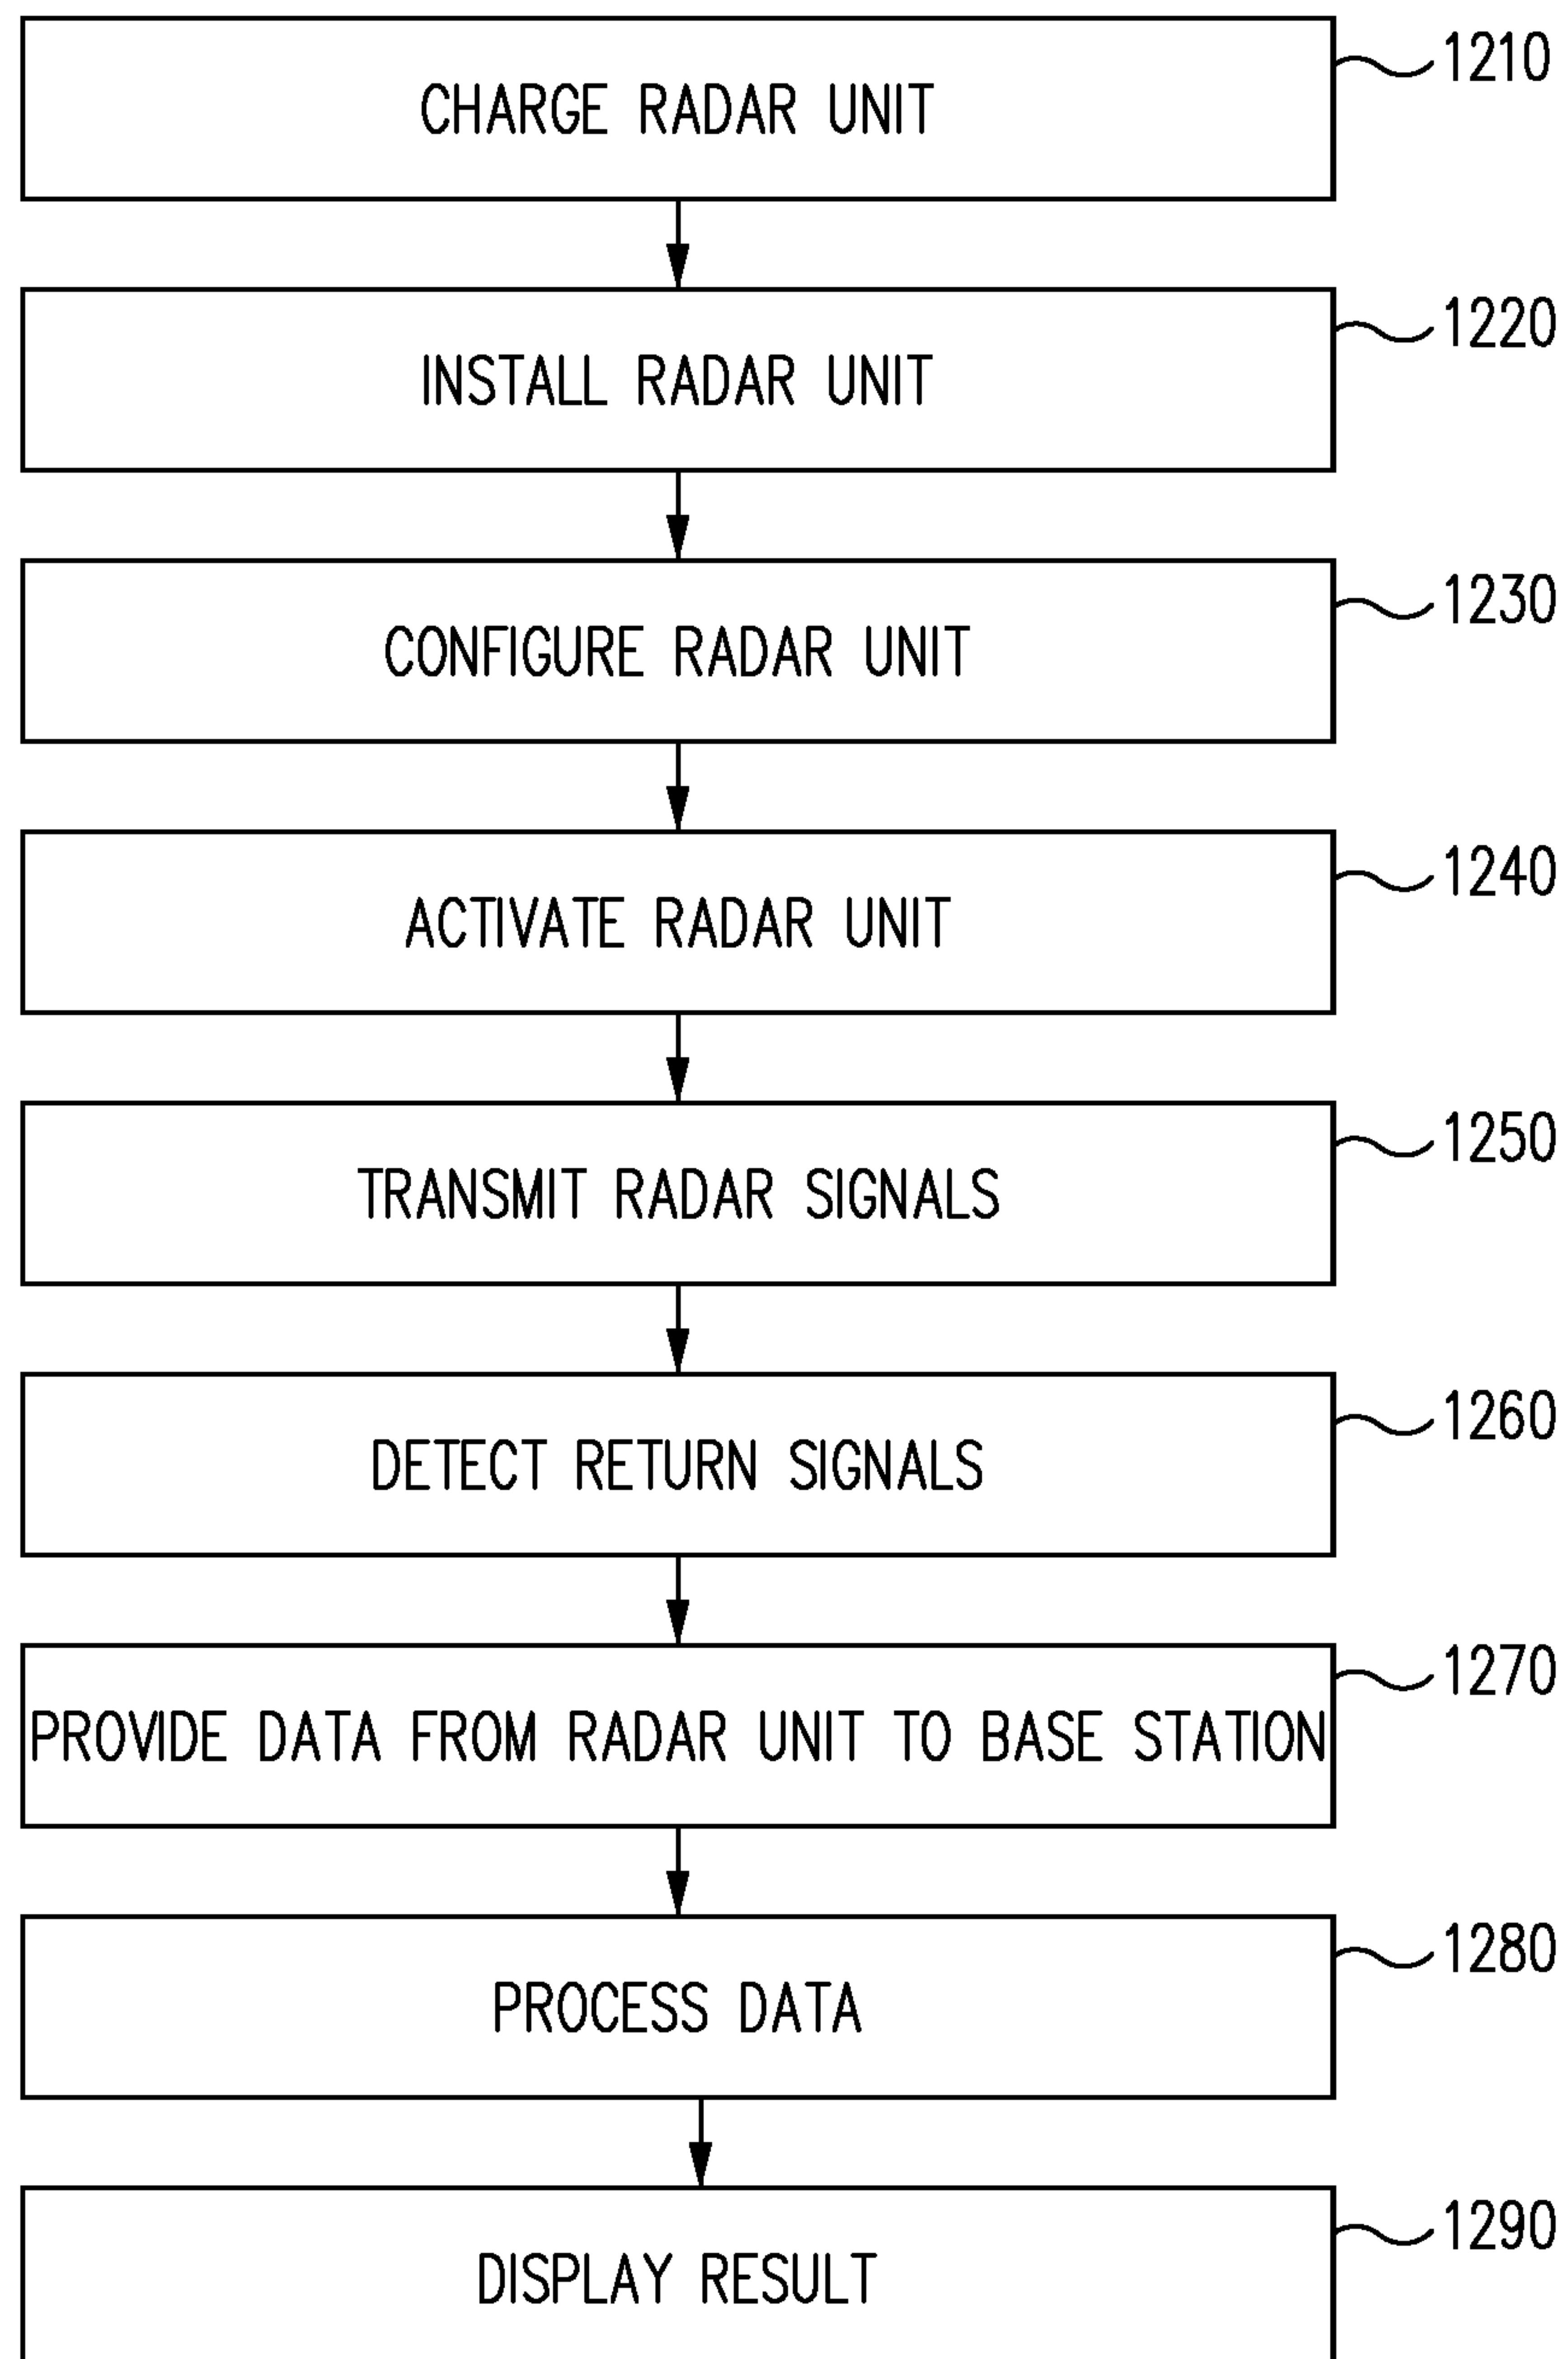 CHARGE RADAR UNIT 1210
INSTALL RADAR UNIT 1220
CONFIGURE RADAR UNIT 1230
ACTIVATE RADAR UNIT 1240
TRANSMIT RADAR SIGNALS 1250
DETECT RETURN SIGNALS 1260
PROVIDE DATA FROM RADAR UNIT TO BASE STATION 1270
PROCESS DATA 1280
DISPLAY RESULT 1290